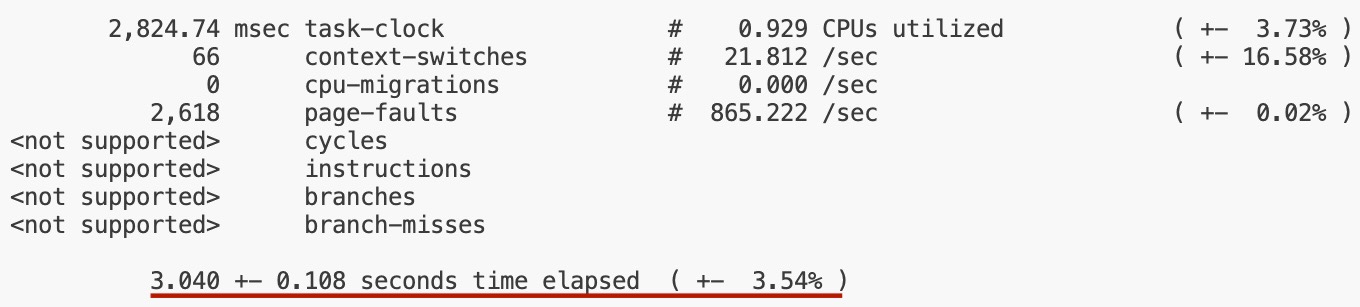 2,824.74 msec task-clock # 0.929 CPUs utilized ( +- 3.73% )
66 context-switches # 21.812 /sec ( +- 16.58% )
0 cpu-migrations # 0.000 /sec
2,618 page-faults # 865.222 /sec ( +- 0.02% )
<not supported> cycles
<not supported> instructions
<not supported> branches
<not supported> branch-misses
3.040 +- 0.108 seconds time elapsed ( +- 3.54% )